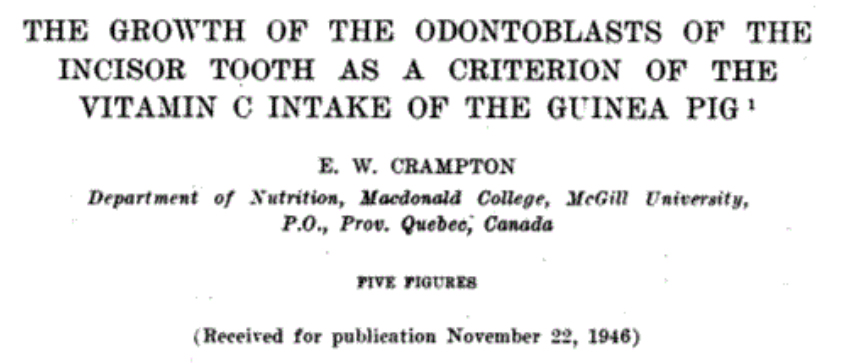 THE GROWTH OF THE ODONTOBLASTS OF THE
INCISOR TOOTH AS A CRITERION OF THE
VITAMIN C INTAKE OF THE GUINEA PIG ¹
E. W. CRAMPTON
Department of Nutrition, Macdonald College, McGill University,
P.O., Prov. Quebec, Canada
FIVE FIGURES
(Received for publication November 22, 1946)